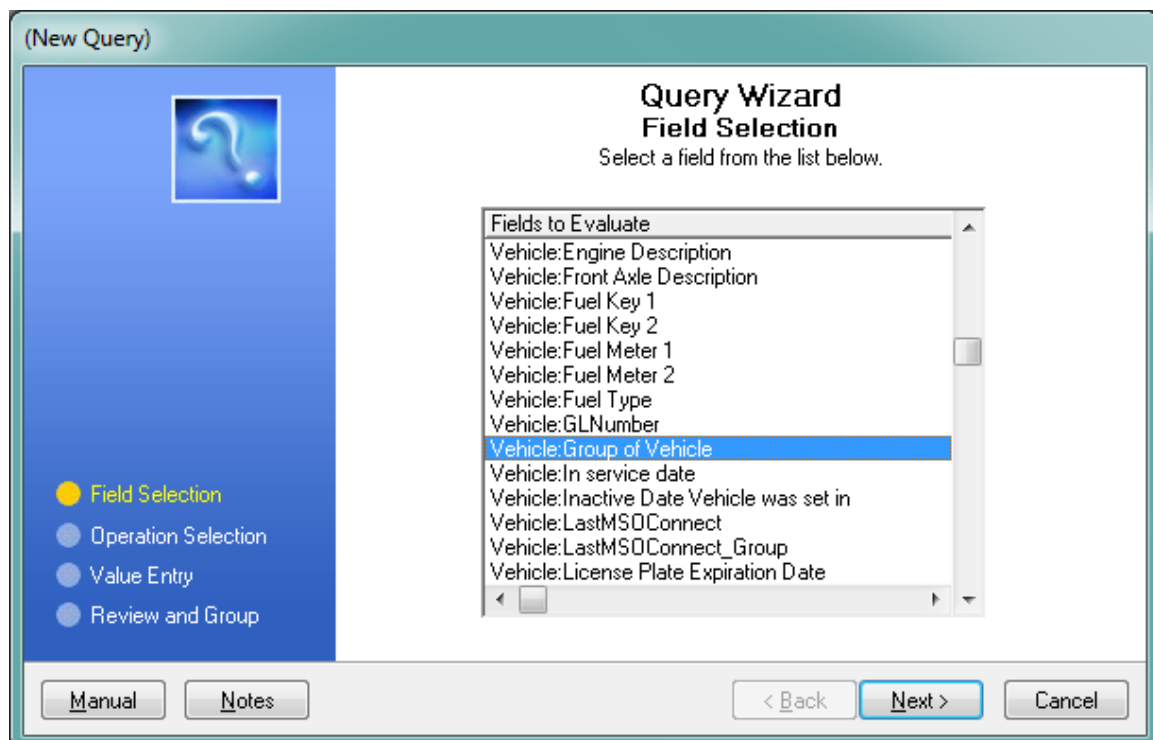 (New Query)
Query Wizard
Field Selection
Select a field from the list below.
Fields to Evaluate
Vehicle:Engine Description
Vehicle:Front Axle Description
Vehicle:Fuel Key 1
Vehicle:Fuel Key 2
Vehicle:Fuel Meter 1
Vehicle:Fuel Meter 2
Vehicle:Fuel Type
Vehicle:GLNumber
Vehicle:Group of Vehicle
Vehicle:In service date
Vehicle:Inactive Date Vehicle was set in
Vehicle:LastMSOConnect
Vehicle:LastMSOConnect_Group
Vehicle:License Plate Expiration Date
Field Selection
Operation Selection
Value Entry
Review and Group
Manual Notes < Back Next > Cancel